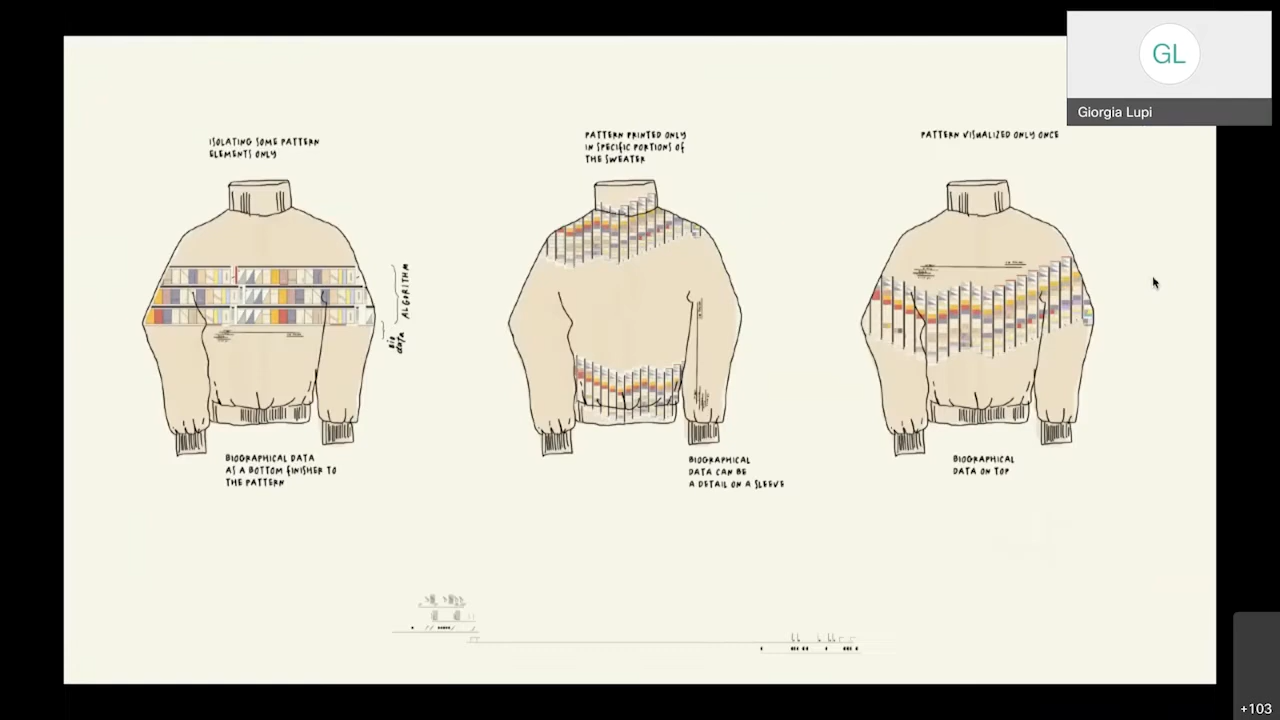 GL
Giorgia Lupi
ISOLATING SOME PATTERN
ELEMENTS ONLY
PATTERN PRINTED ONLY
IN SPECIFIC PORTIONS OF
THE SWEATER
PATTERN VISUALIZED ONLY ONCE
ALGORITHM
BIO
DATA
BIOGRAPHICAL DATA
AS A BOTTOM FINISHER TO
THE PATTERN
BIOGRAPHICAL
DATA CAN BE
A DETAIL ON A SLEEVE
BIOGRAPHICAL
DATA ON TOP
+103